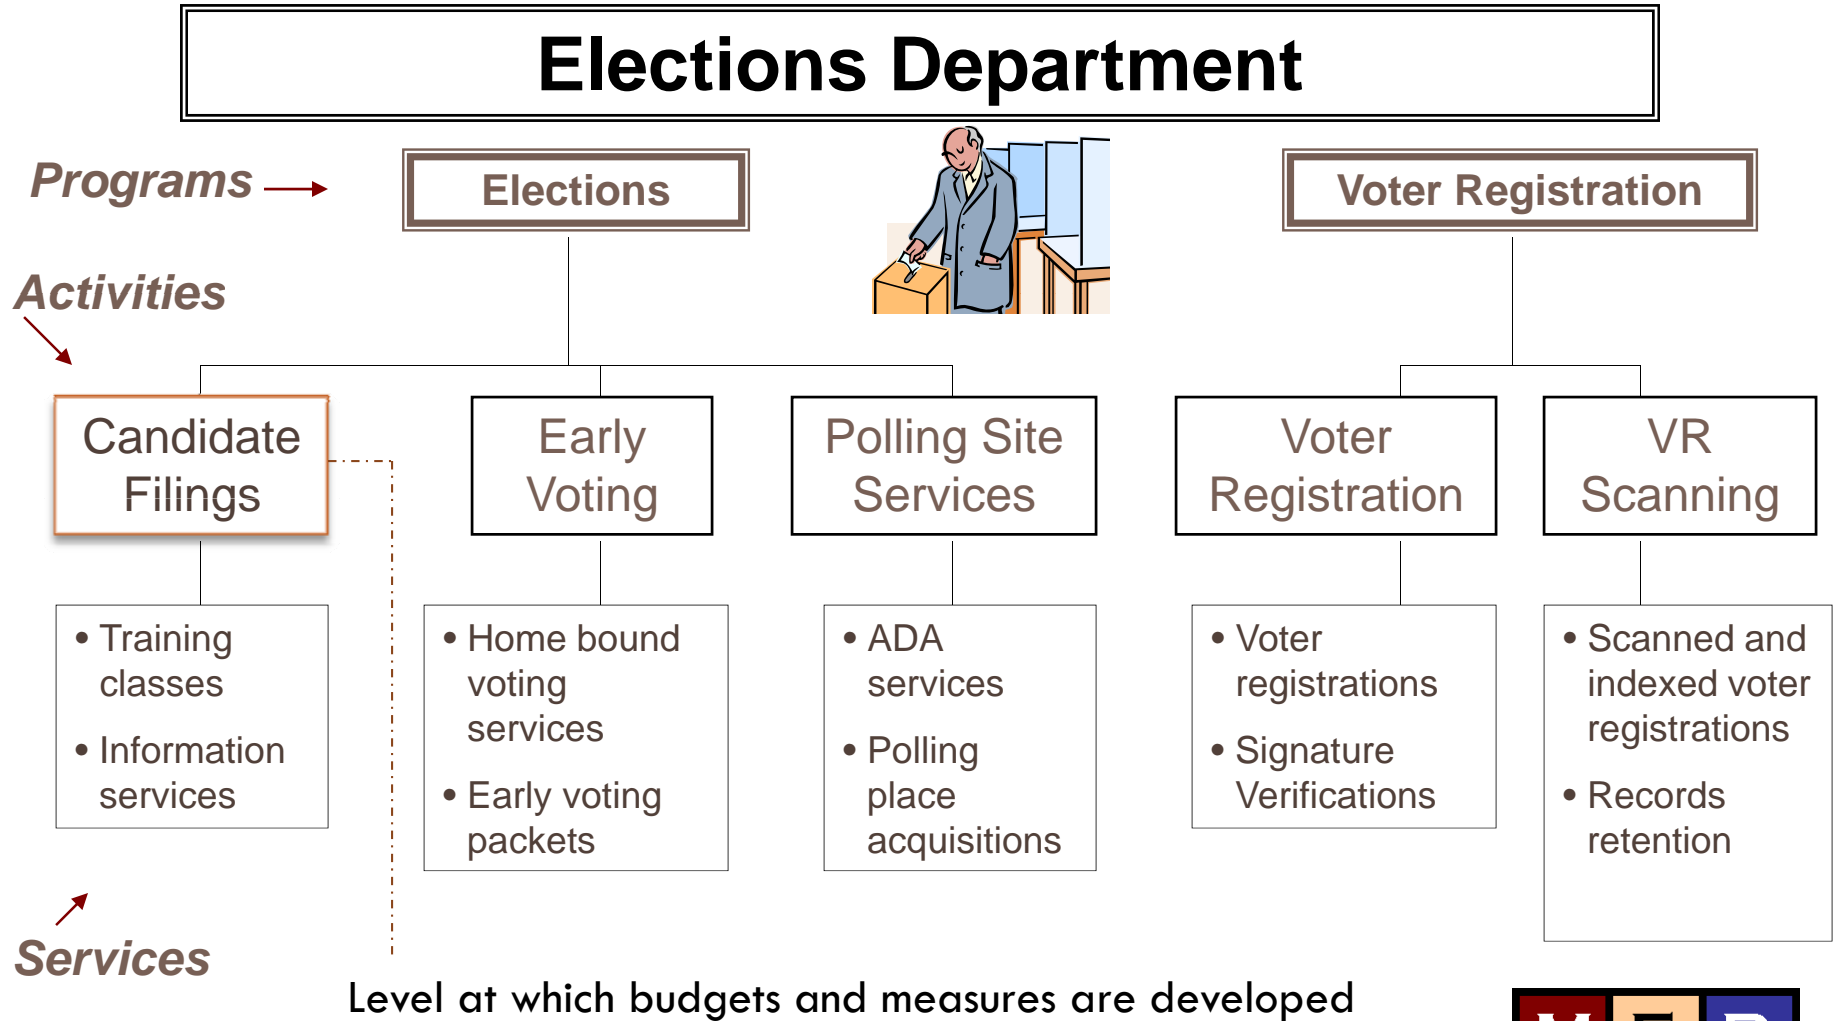 Elections Department
Programs
Elections
Voter Registration
Activities
Candidate
Filings
Early
Voting
Polling Site
Services
Voter
Registration
VR
Scanning
• Training
classes
• Information
services
• Home bound
voting
services
• Early voting
packets
• ADA
services
• Polling
place
acquisitions
• Voter
registrations
• Signature
Verifications
• Scanned and
indexed voter
registrations
• Records
retention
Services
Level at which budgets and measures are developed